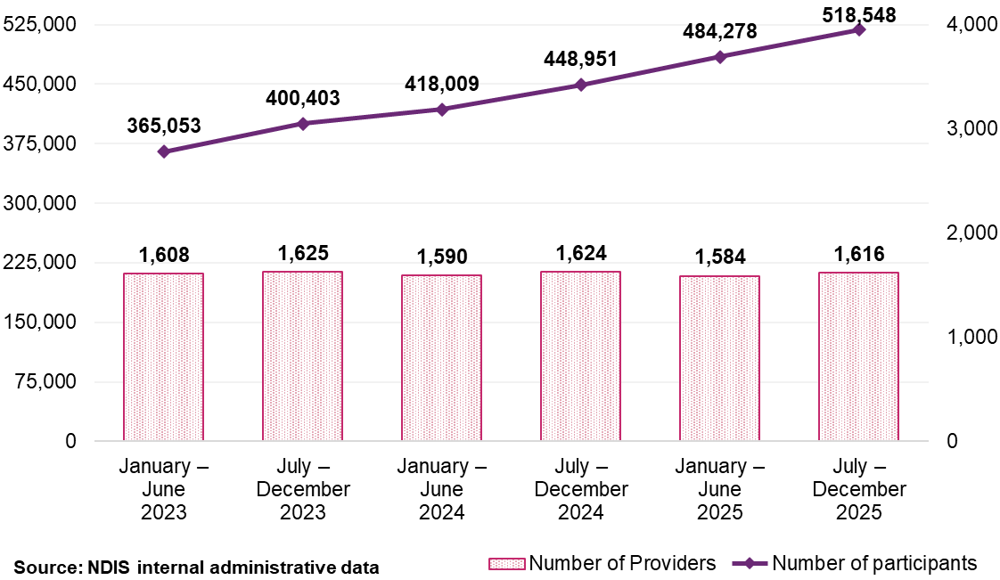 525,000
450,000
375,000
300,000
225,000
150,000
75,000
0
4,000
3,000
2,000
1,000
0
365,053
400,403
418,009
448,951
484,278
518,548
1,608
1,625
1,590
1,624
1,584
1,616
January –
June
2023
July –
December
2023
January –
June
2024
July –
December
2024
January –
June
2025
July –
December
2025
Source: NDIS internal administrative data
Number of Providers
Number of participants